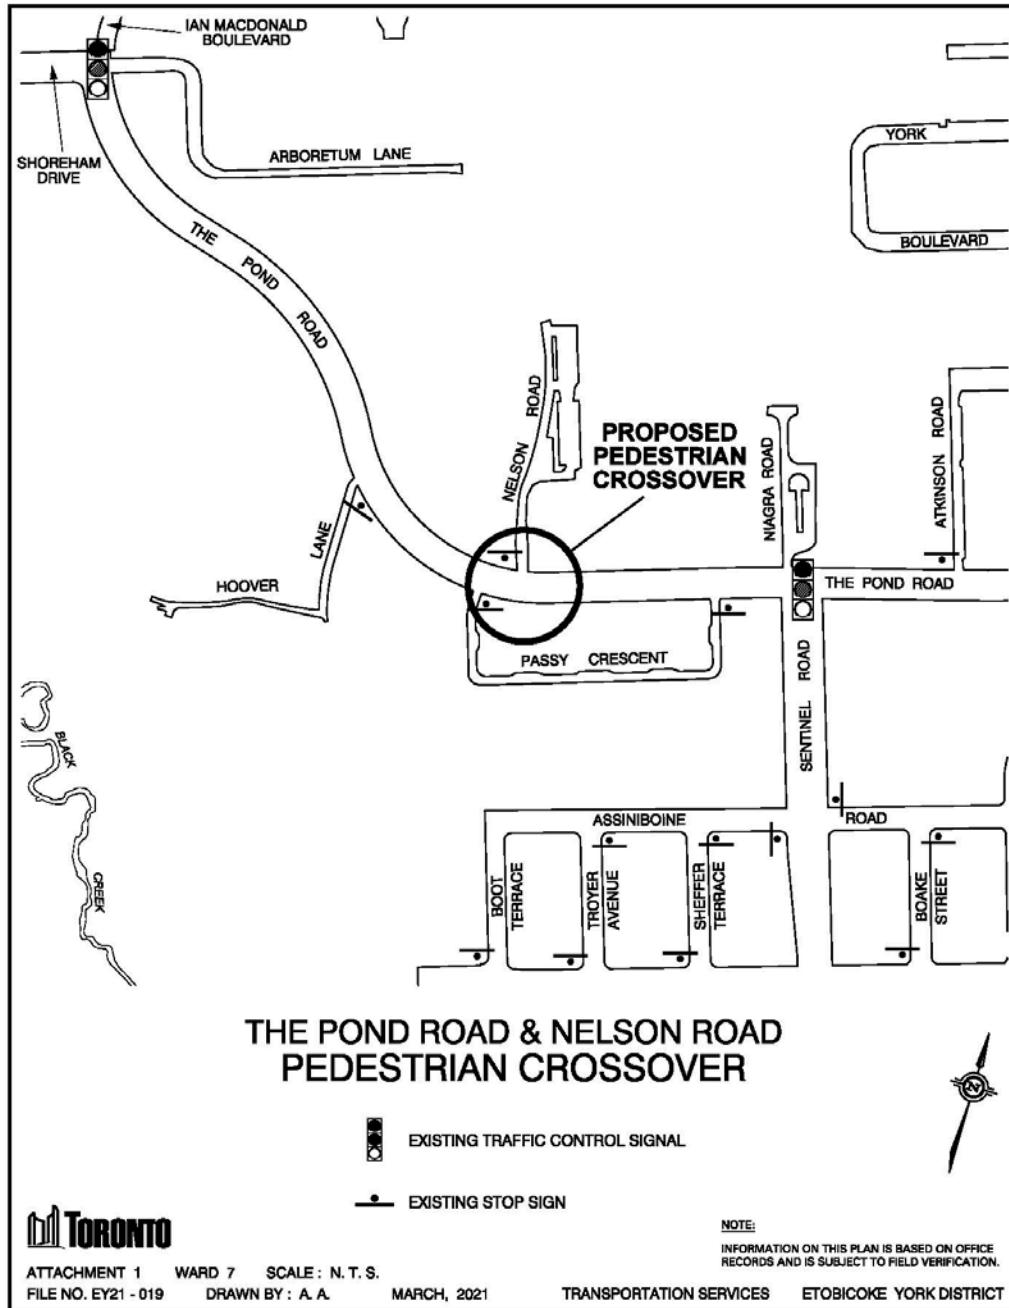 IAN MACDONALD
BOULEVARD
SHOREHAM
DRIVE
ARBORETUM LANE
YORK
BOULEVARD
THE
POND
ROAD
NELSON
ROAD
PROPOSED
PEDESTRIAN
CROSSOVER
NIAGRA ROAD
ATKINSON ROAD
LANE
HOOVER
THE POND ROAD
PASSY CRESCENT
SENTINEL ROAD
BLACK
CREEK
ASSINIBOINE
ROAD
BOOT
TERRACE
TROYER
AVENUE
SHEFFER
TERRACE
BOAKE
STREET
THE POND ROAD & NELSON ROAD
PEDESTRIAN CROSSOVER
N
EXISTING TRAFFIC CONTROL SIGNAL
EXISTING STOP SIGN
TORONTO
NOTE:
INFORMATION ON THIS PLAN IS BASED ON OFFICE
RECORDS AND IS SUBJECT TO FIELD VERIFICATION.
ATTACHMENT 1 WARD 7 SCALE : N. T. S.
FILE NO. EY21 - 019 DRAWN BY : A. A. MARCH, 2021 TRANSPORTATION SERVICES ETOBICOKE YORK DISTRICT